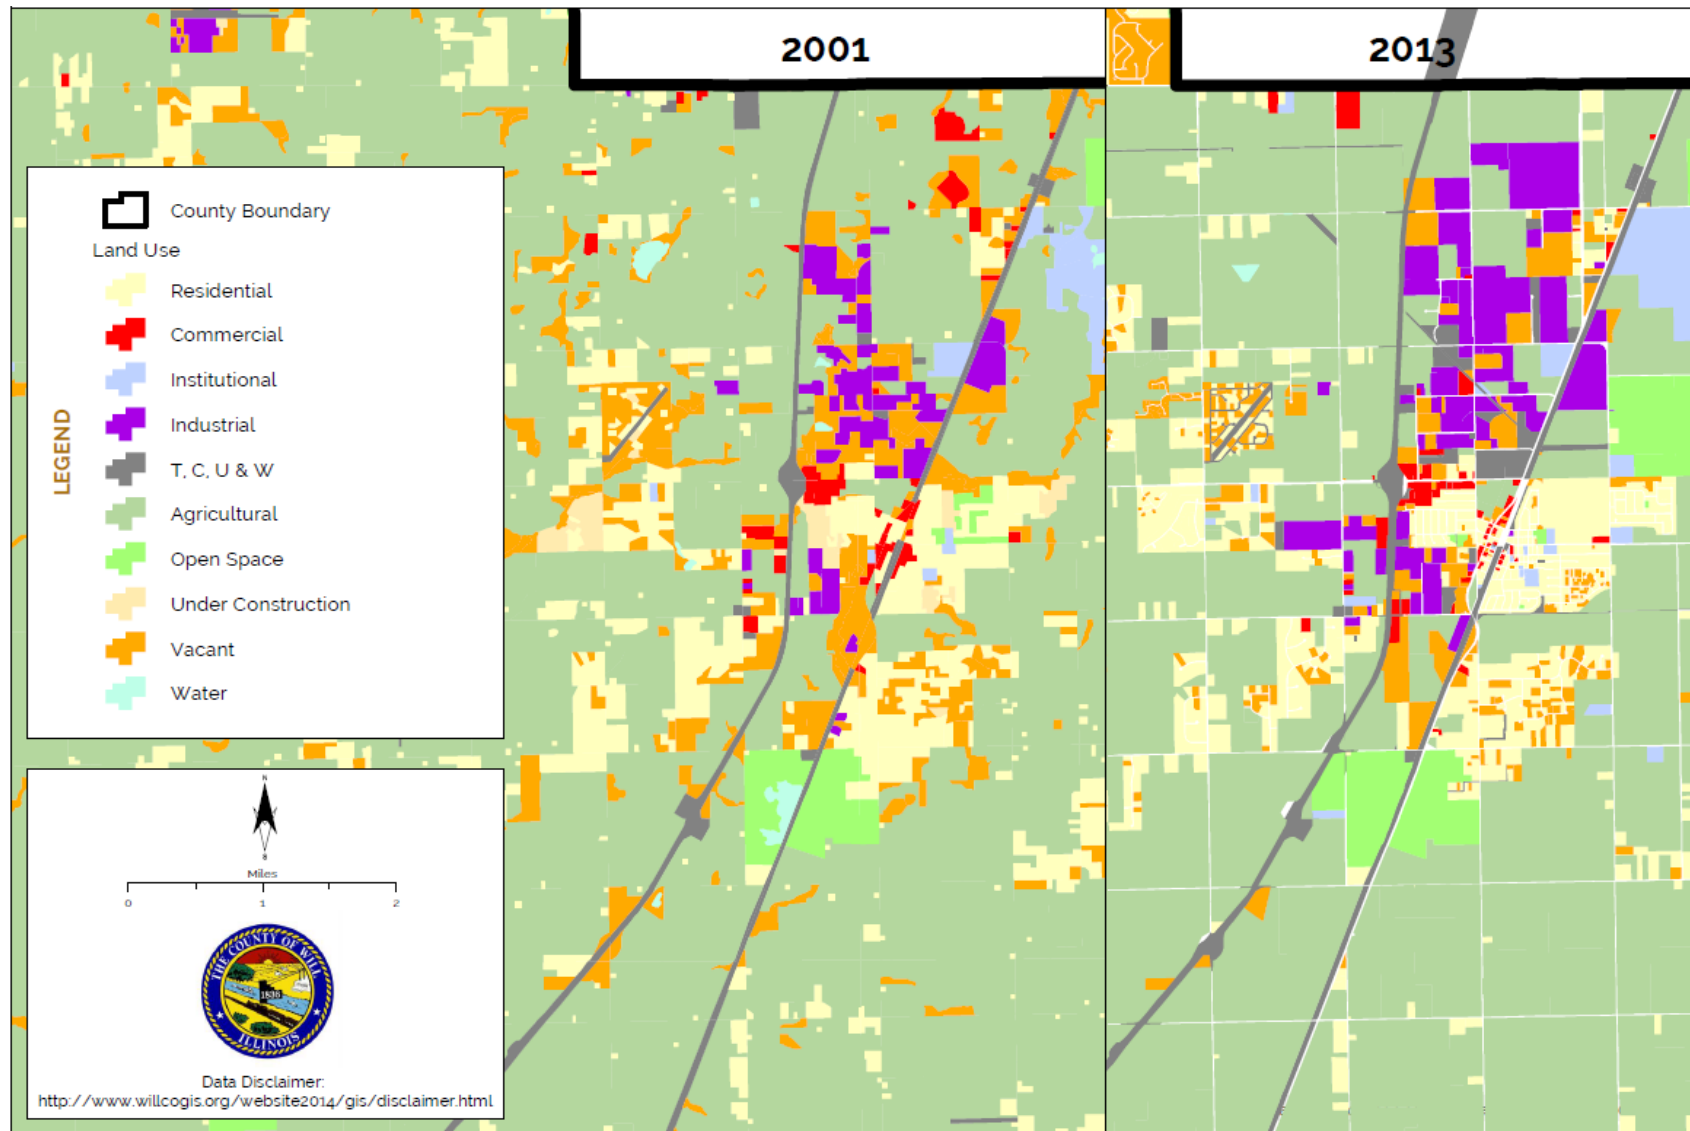 2001
2013
LEGEND
County Boundary
Land Use
Residential
Commercial
Institutional
Industrial
T, C, U & W
Agricultural
Open Space
Under Construction
Vacant
Water
N
S
Miles
0 1 2
THE COUNTY OF WILL
1836
ILLINOIS
Data Disclaimer:
http://www.willcogis.org/website2014/gis/disclaimer.html